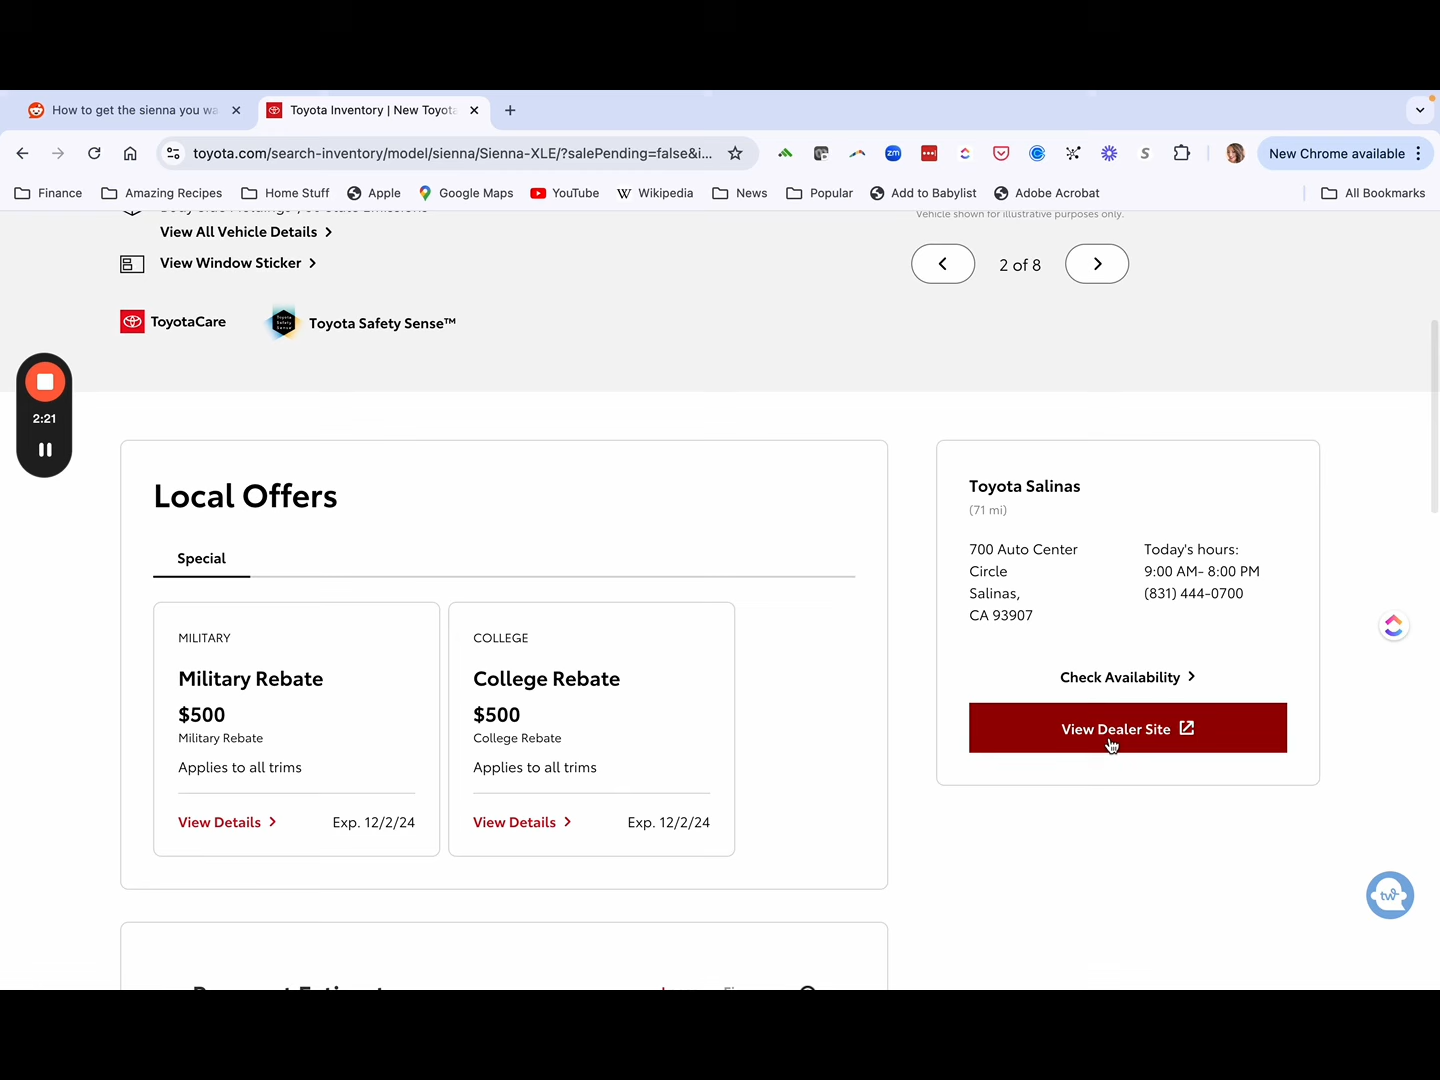 How to get the sienna you wa
Toyota Inventory | New Toyota
toyota.com/search-inventory/model/sienna/Sienna-XLE/?salePending=false&i...
zm
S
New Chrome available
Finance
Amazing Recipes
Home Stuff
Apple
Google Maps
YouTube
Wikipedia
News
Popular
Add to Babylist
Adobe Acrobat
All Bookmarks
View All Vehicle Details
View Window Sticker
Vehicle shown for illustrative purposes only.
2 of 8
ToyotaCare
Toyota Safety Sense™
2:21
Local Offers
Special
MILITARY
Military Rebate
$500
Military Rebate
Applies to all trims
View Details
Exp. 12/2/24
COLLEGE
College Rebate
$500
College Rebate
Applies to all trims
View Details
Exp. 12/2/24
Toyota Salinas
(71 mi)
700 Auto Center
Circle
Salinas,
CA 93907
Today's hours:
9:00 AM- 8:00 PM
(831) 444-0700
Check Availability
View Dealer Site
tw